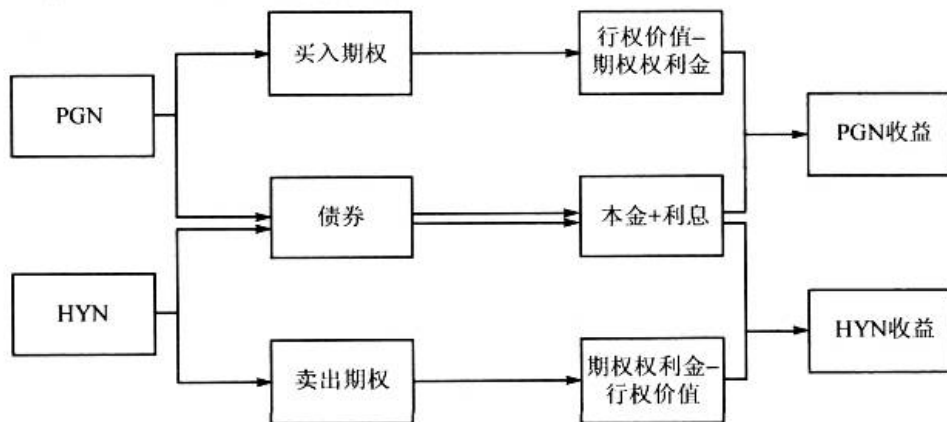 买入期权
行权价值–
期权权利金
PGN
PGN收益
债券
本金+利息
HYN
HYN收益
卖出期权
期权权利金–
行权价值